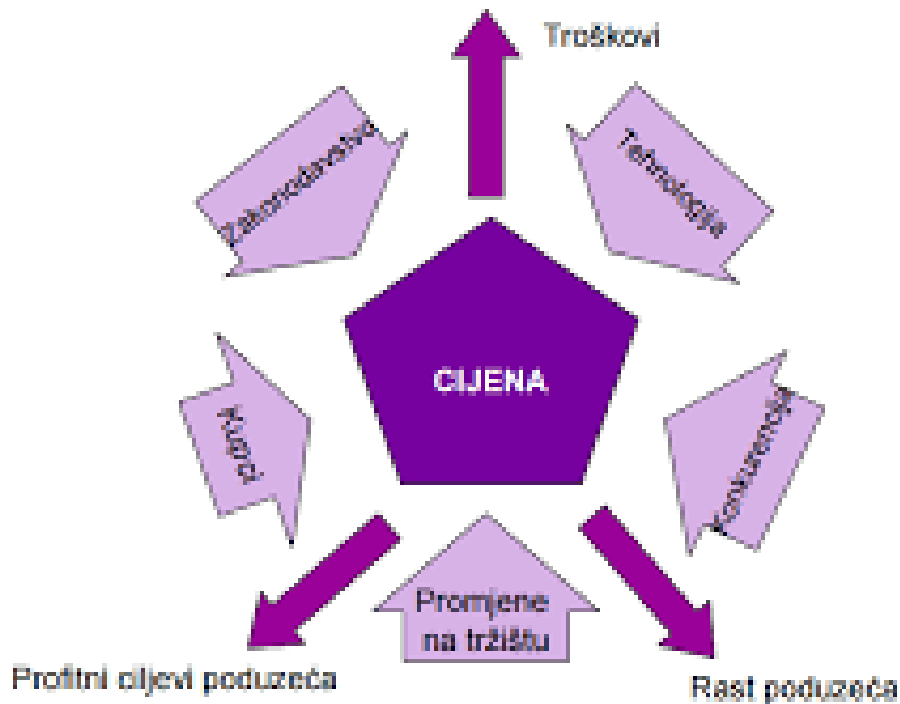 Troškovi
Zakonodavstvo
Tehnologija
CIJENA
Kupci
Konkurencija
Promjene
na tržištu
Profitni ciljevi poduzeća
Rast poduzeća